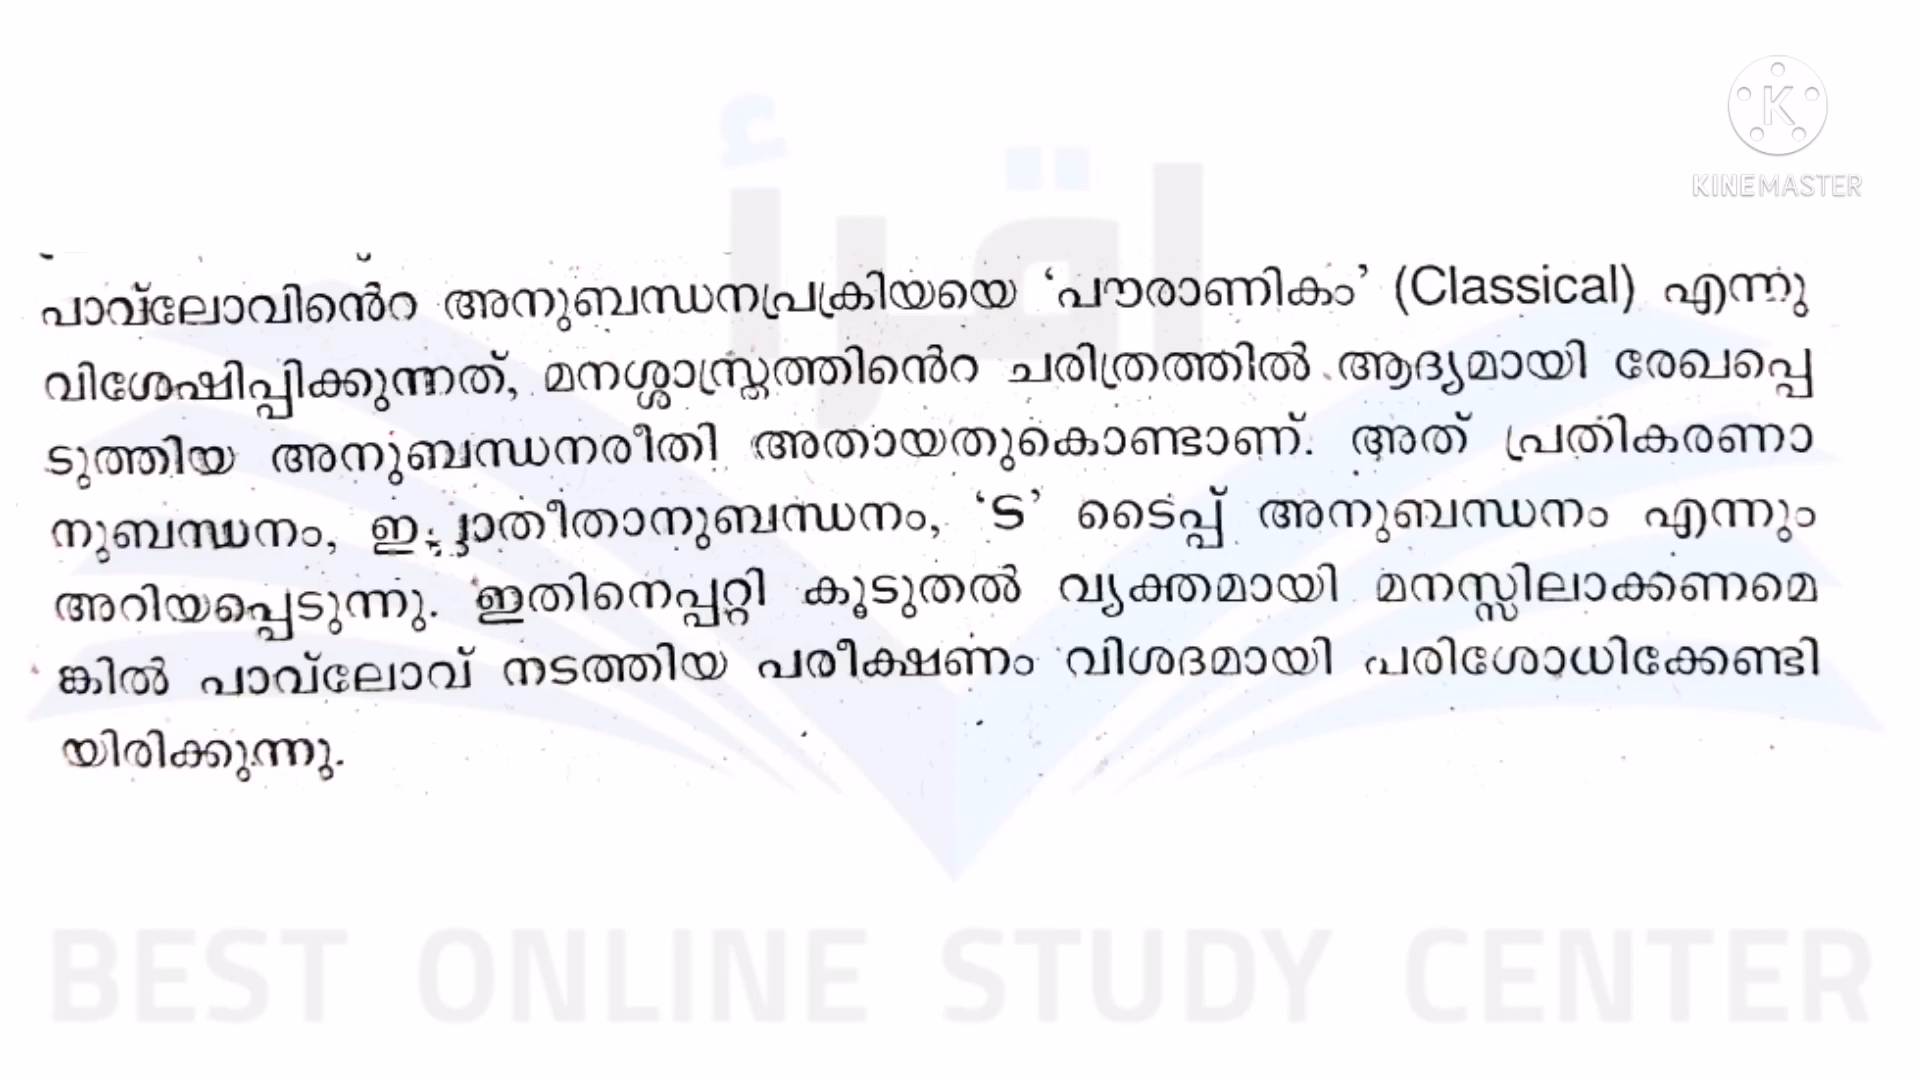 KINEMASTER
പാവ്ലോവിൻെറ അനുബന്ധനപ്രക്രിയയെ ‘പൗരാണികം’ (Classical) എന്നു
വിശേഷിപ്പിക്കുന്നത്, മനശ്ശാസ്ത്രത്തിൻെറ ചരിത്രത്തിൽ ആദ്യമായി രേഖപ്പെ
ടുത്തിയ അനുബന്ധനരീതി അതായതുകൊണ്ടാണ്. അത് പ്രതികരണാ
നുബന്ധനം, ‘S’ ടൈപ്പ് അനുബന്ധനം എന്നും
അറിയപ്പെടുന്നു. ഇതിനെപ്പറ്റി കൂടുതൽ വ്യക്തമായി മനസ്സിലാക്കണമെ
ങ്കിൽ പാവ്ലോവ് നടത്തിയ പരീക്ഷണം വിശദമായി പരിശോധിക്കേണ്ടി
യിരിക്കുന്നു.
اقرأ
BEST ONLINE STUDY CENTER